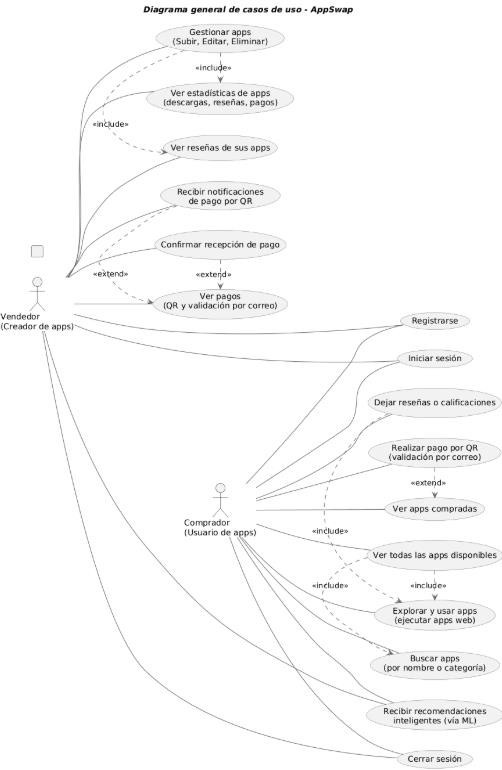 Diagrama general de casos de uso - AppSwap
Gestionar apps
(Subir, Editar, Eliminar)
«include»
Ver estadísticas de apps
(descargas, reseñas, pagos)
«include»
Ver reseñas de sus apps
Recibir notificaciones
de pago por QR
Confirmar recepción de pago
«extend»
«extend»
Ver pagos
(QR y validación por correo)
Vendedor
(Creador de apps)
Registrarse
Iniciar sesión
Dejar reseñas o calificaciones
Realizar pago por QR
(validación por correo)
«extend»
Ver apps compradas
Comprador
(Usuario de apps)
«include»
Ver todas las apps disponibles
«include»
«include»
Explorar y usar apps
(ejecutar apps web)
Buscar apps
(por nombre o categoría)
Recibir recomendaciones
inteligentes (vía ML)
Cerrar sesión